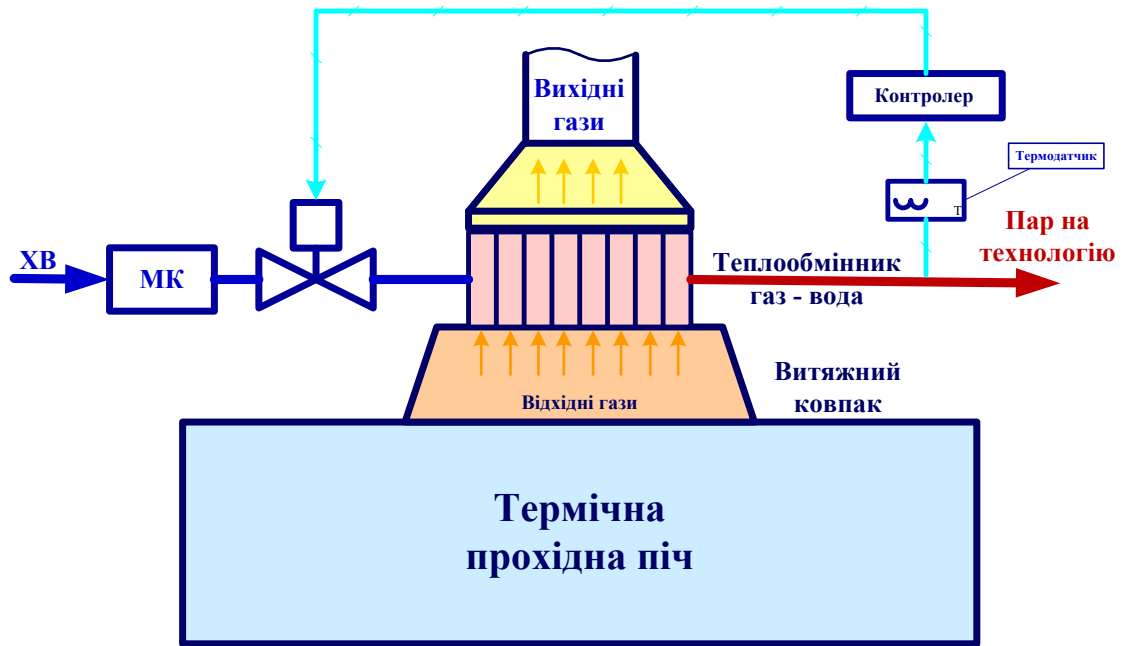 Вихідні
гази
Контролер
Термодатчик
Т
Пар на
технологію
ХВ
МК
Теплообмінник
газ - вода
Витяжний
ковпак
Відхідні гази
Термічна
прохідна піч